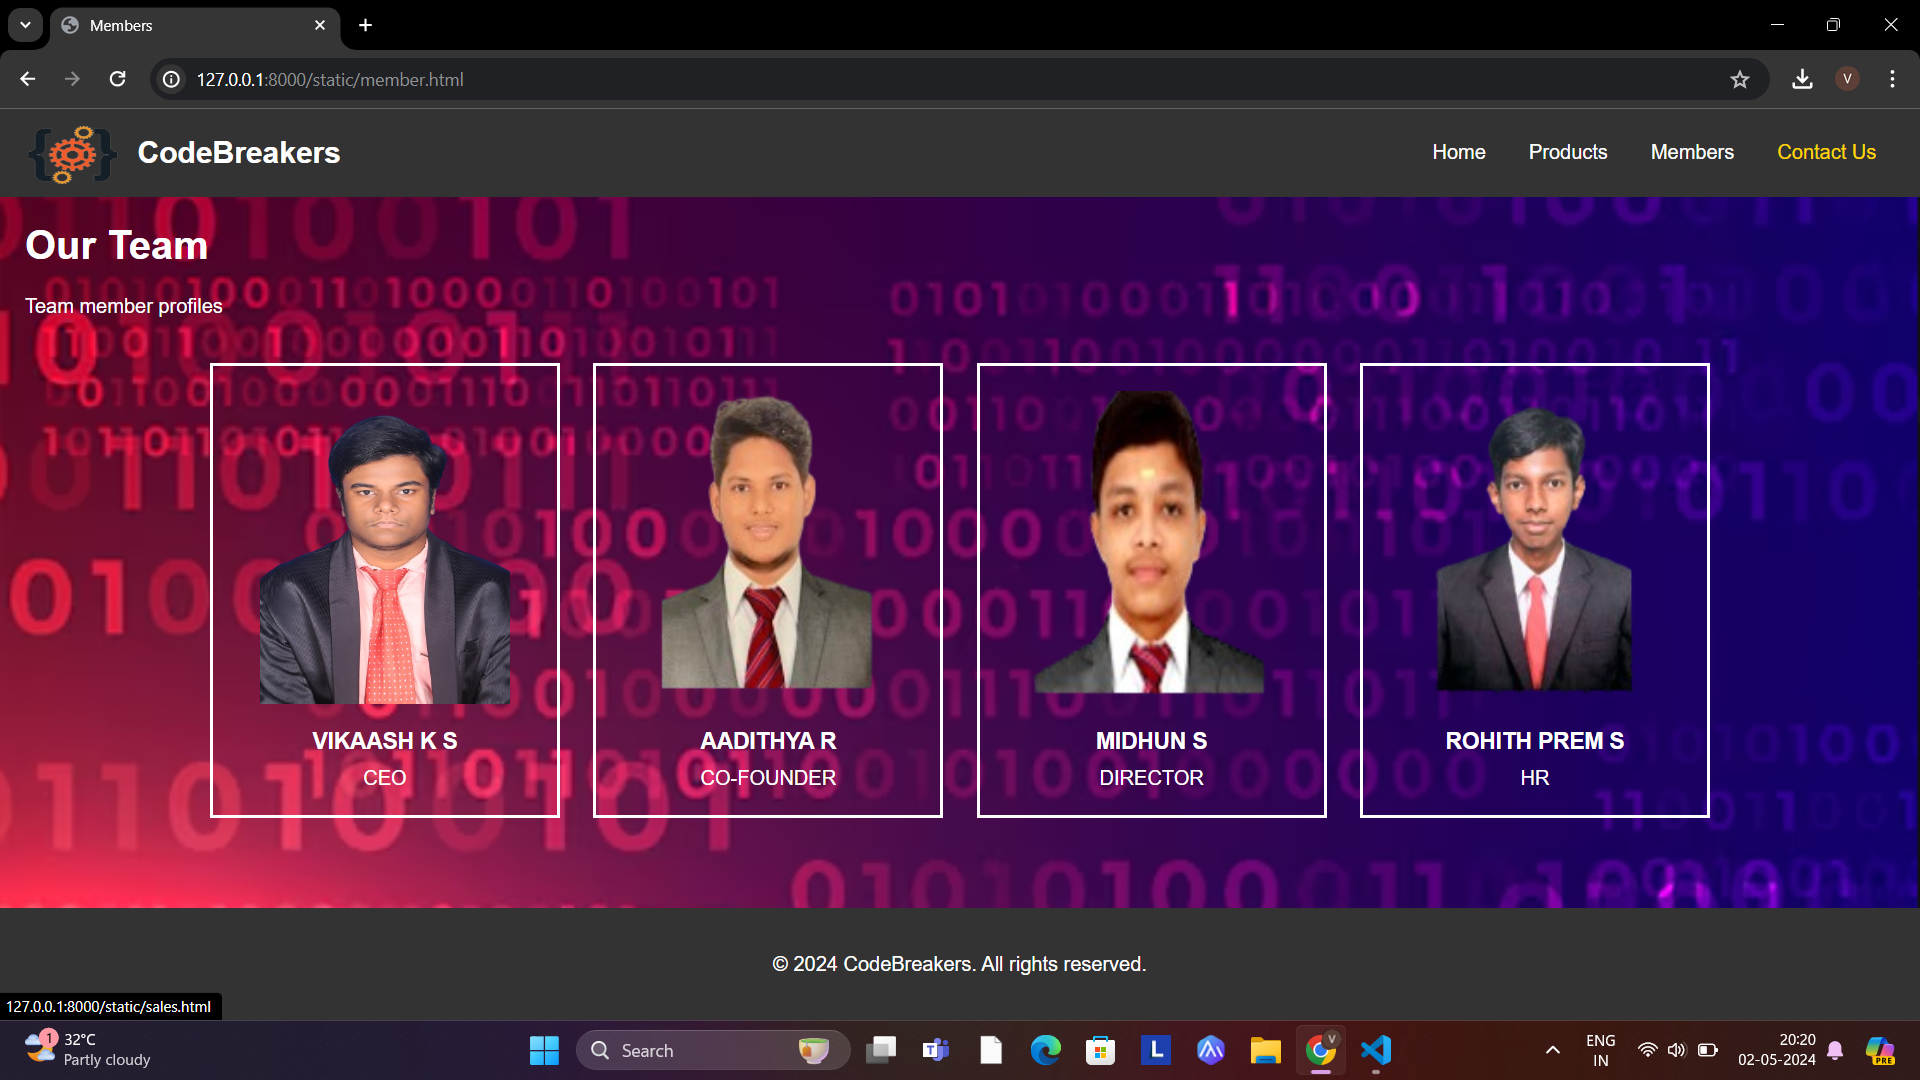 Members
127.0.0.1:8000/static/member.html
V
CodeBreakers
Home Products Members Contact Us
Our Team
Team member profiles
VIKAASH K S
CEO
AADITHYA R
CO-FOUNDER
MIDHUN S
DIRECTOR
ROHITH PREM S
HR
© 2024 CodeBreakers. All rights reserved.
127.0.0.1:8000/static/sales.html
1
32°C
Partly cloudy
Search
T
L
V
ENG
IN
20:20
02-05-2024
PRE